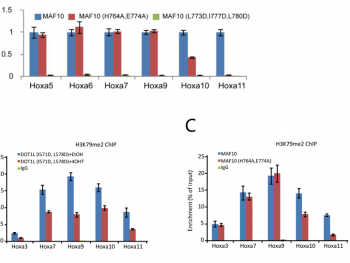 MAF10 MAF10 (H764A,E774A) MAF10 (L773D,I777D,L780D)
1.5
1
0.5
0
Hoxa5 Hoxa6 Hoxa7 Hoxa9 Hoxa10 Hoxa11
C
H3K79me2 CHIP
DOT1L (I571D, L578D)+EtOH
DOT1L (I571D, L578D)+4OHT
IgG
Hoxa3 Hoxa7 Hoxa9 Hoxa10 Hoxa11
H3K79me2 CHIP
MAF10
MAF10 (H764A,E774A)
IgG
Enrichment (% of input)
25
20
15
10
5
0
Hoxa3 Hoxa7 Hoxa9 Hoxa10 Hoxa11